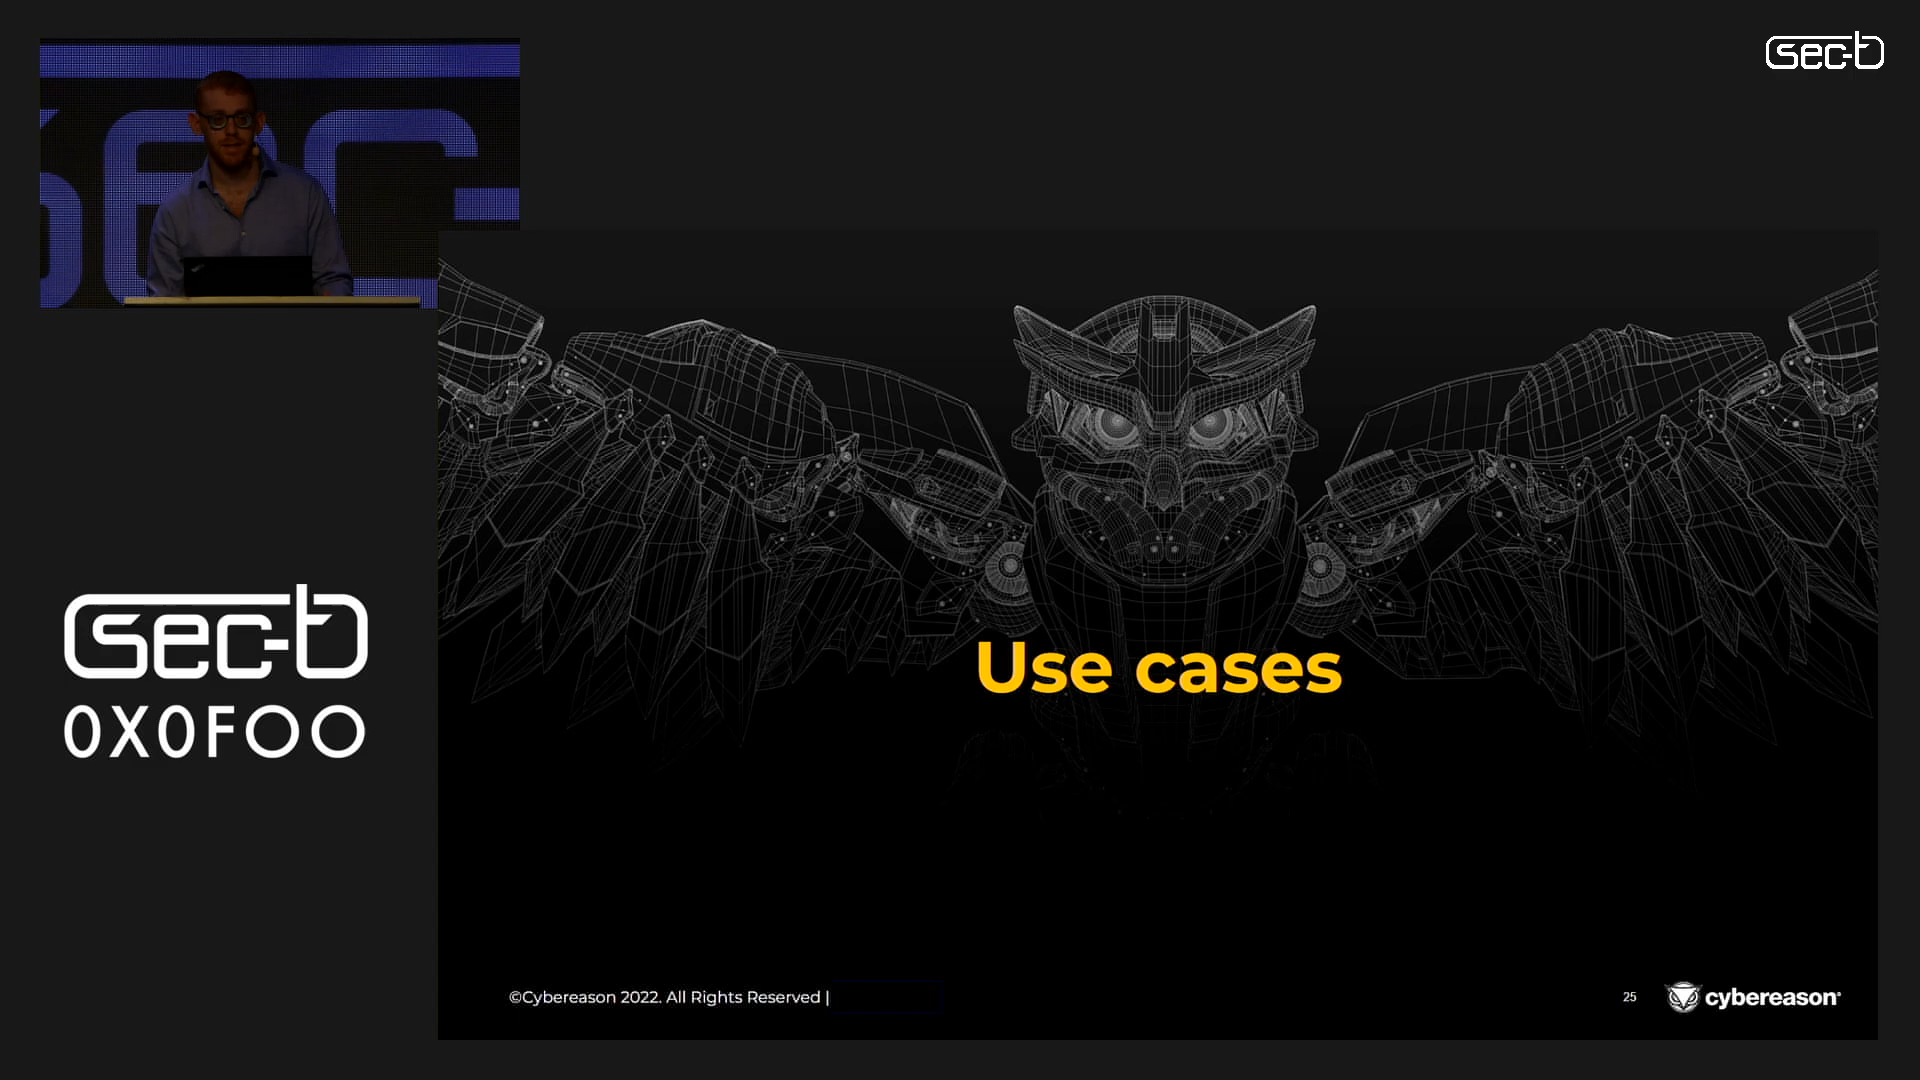 sec-t
sec-t
0X0F00
Use cases
©Cybereason 2022. All Rights Reserved |
25
cybereason®